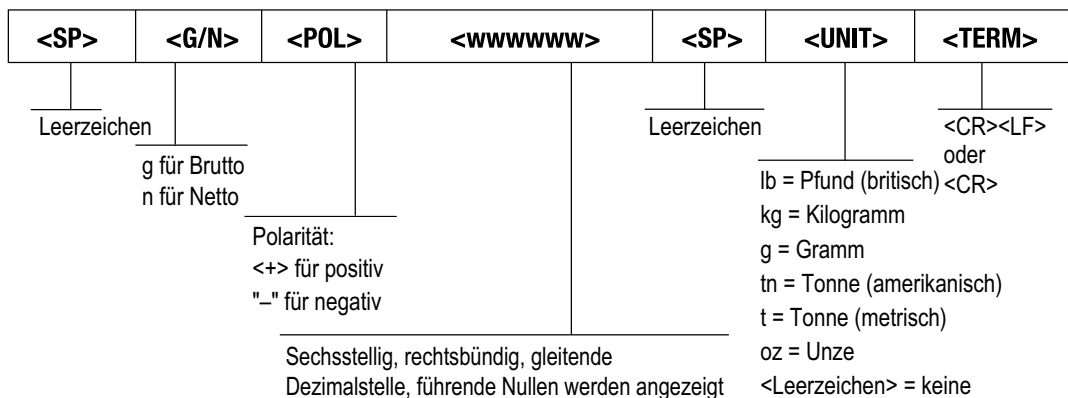 <SP> <G/N> <POL> <wwwwww> <SP> <UNIT> <TERM>
Leerzeichen
g für Brutto
n für Netto
Polarität:
<+> für positiv
"–" für negativ
Sechsstellig, rechtsbündig, gleitende
Dezimalstelle, führende Nullen werden angezeigt
Leerzeichen
lb = Pfund (britisch)
kg = Kilogramm
g = Gramm
tn = Tonne (amerikanisch)
t = Tonne (metrisch)
oz = Unze
<Leerzeichen> = keine
<CR><LF>
oder
<CR>